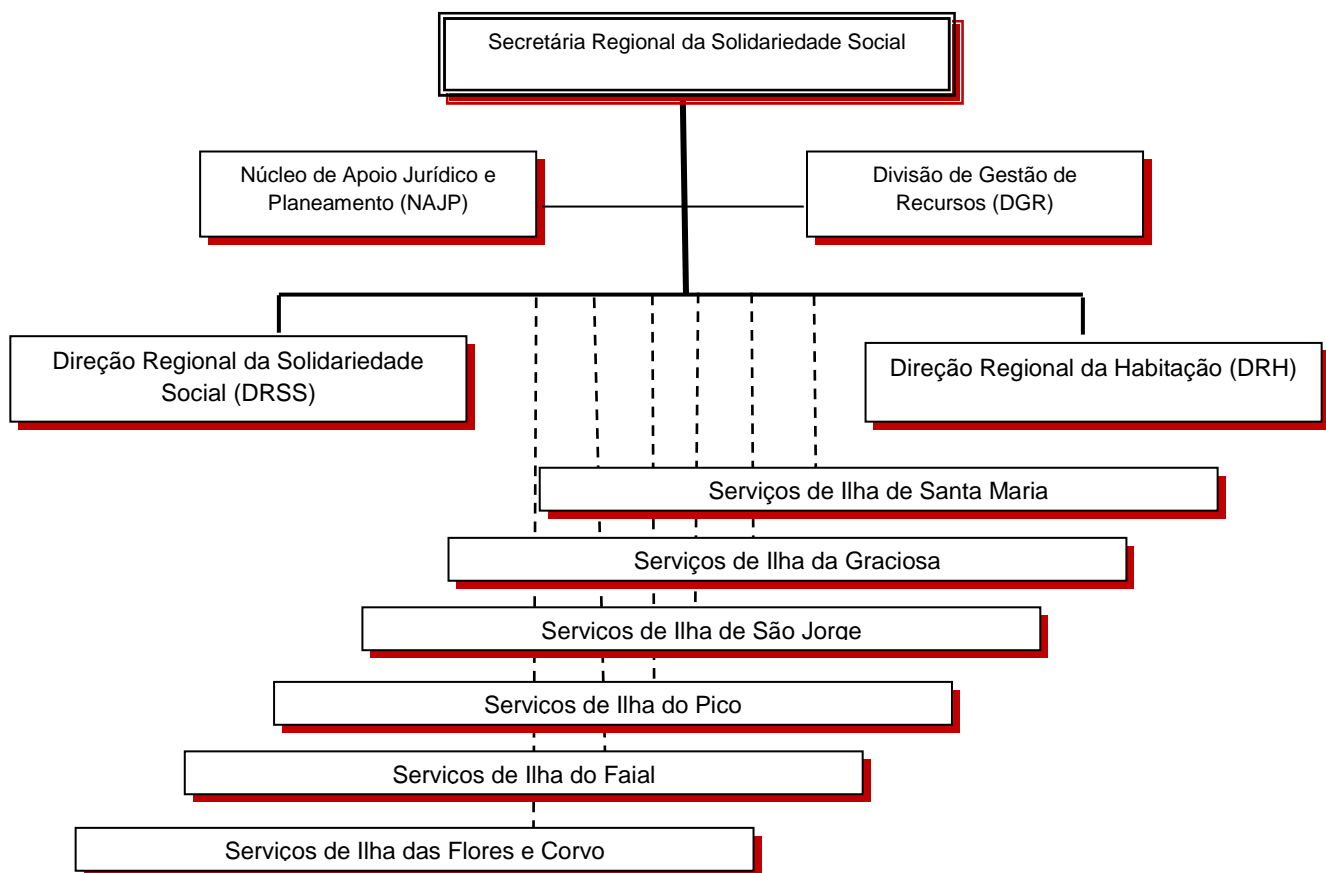 Secretária Regional da Solidariedade Social
Núcleo de Apoio Jurídico e
Planeamento (NAJP)
Divisão de Gestão de
Recursos (DGR)
Direção Regional da Solidariedade
Social (DRSS)
Direção Regional da Habitação (DRH)
Serviços de Ilha de Santa Maria
Serviços de Ilha da Graciosa
Serviços de Ilha de São Jorge
Serviços de Ilha do Pico
Serviços de Ilha do Faial
Serviços de Ilha das Flores e Corvo